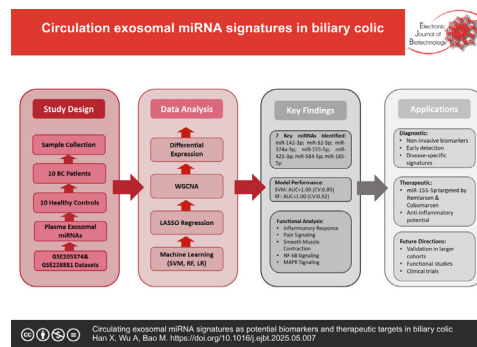 Circulation exosomal miRNA signatures in biliary colic
Electronic
Journal of
Biotechnology
Study Design
Sample Collection
10 BC Patients
10 Healthy Controls
Plasma Exosomal
miRNAs
GSE205374&
GSE228881 Datasets
Data Analysis
Differential
Expression
WGCNA
LASSO Regression
Machine Learning
(SVM, RF, LR)
Key Findings
7 Key miRNAs Identified:
miR-142-3p; miR-32-5p; miR-
374a-3p; miR-155-5p; miR-
425-3p; miR-584-5p; miR-185-
5p
Model Performance:
SVM: AUC=1.00 (CV:0.95)
RF: AUC=1.00 (CV:0.92)
Functional Analysis:
• Inflammatory Response
• Pain Signaling
• Smooth Muscle
Contraction
• NF-kB Signaling
• MAPK Signaling
Applications
Diagnostic:
• Non-invasive biomarkers
• Early detection
• Disease-specific
signatures
Therapeutic:
• miR-155-5p targeted by
Remlarsen &
Cobomarsen
• Anti-inflammatory
potential
Future Directions:
• Validation in larger
cohorts
• Functional studies
• Clinical trials
Circulating exosomal miRNA signatures as potential biomarkers and therapeutic targets in biliary colic
Han X, Wu A, Bao M. https://doi.org/10.1016/j.ejbt.2025.05.007